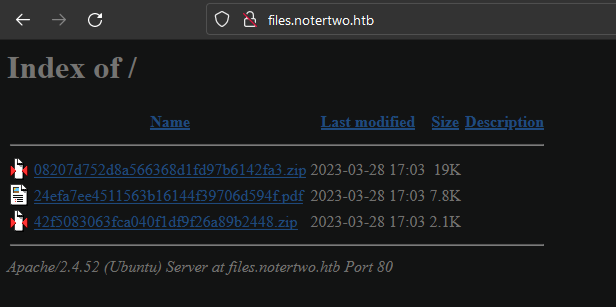 files.notertwo.htb
Index of /
Name Last modified Size Description
08207d752d8a566368d1fd97b6142fa3.zip 2023-03-28 17:03 19K
24efa7ee4511563b16144f39706d594f.pdf 2023-03-28 17:03 7.8K
42f5083063fca040f1df9f26a89b2448.zip 2023-03-28 17:03 2.1K
Apache/2.4.52 (Ubuntu) Server at files.notertwo.htb Port 80